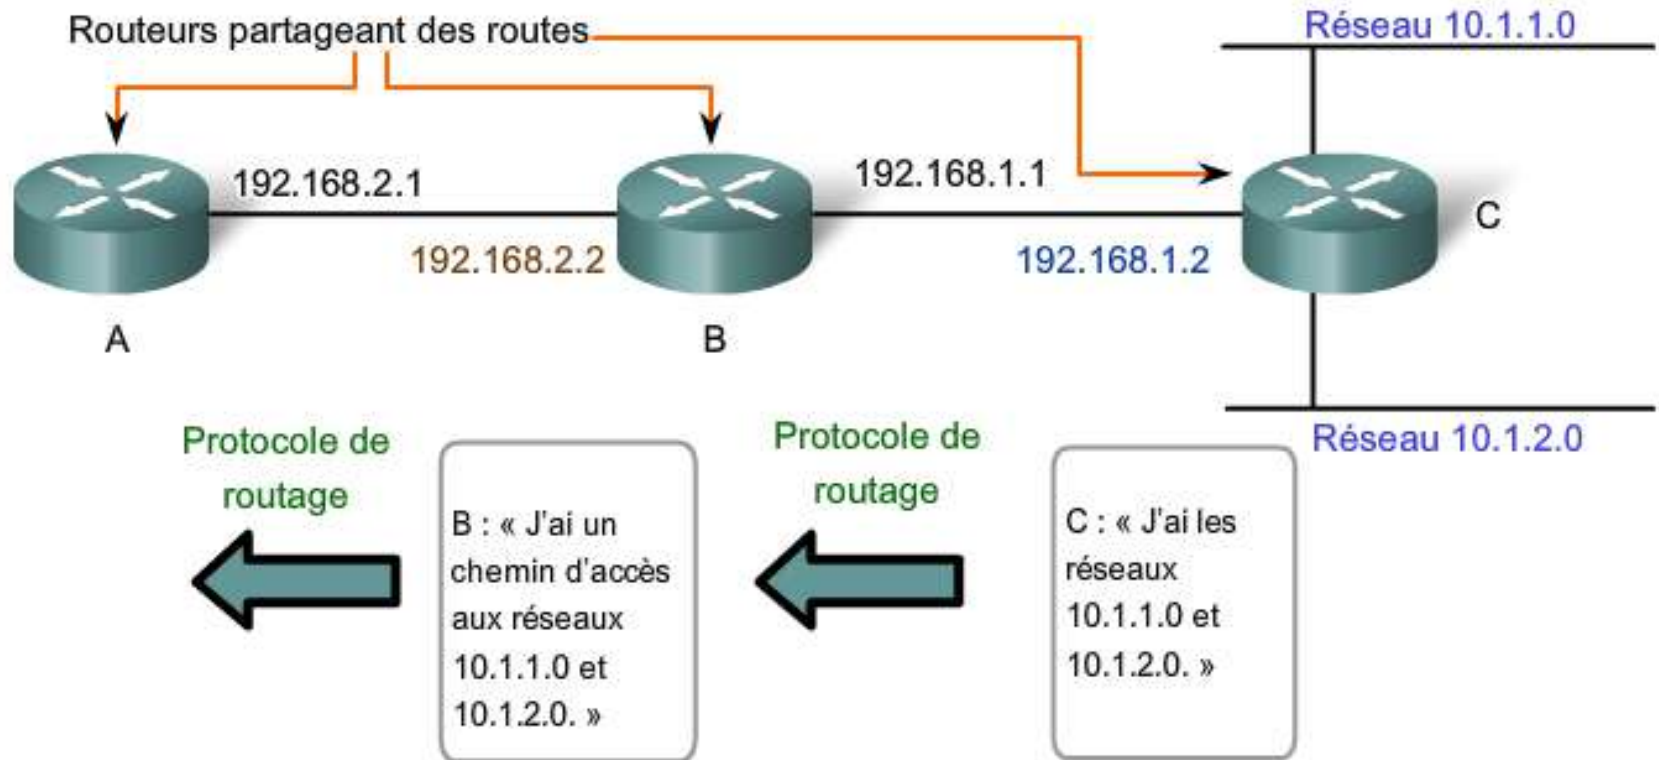 Routeurs partageant des routes
Réseau 10.1.1.0
192.168.2.1
192.168.1.1
C
192.168.2.2
192.168.1.2
A
B
Réseau 10.1.2.0
Protocole de
routage
B : « J'ai un
chemin d'accès
aux réseaux
10.1.1.0 et
10.1.2.0. »
Protocole de
routage
C : « J'ai les
réseaux
10.1.1.0 et
10.1.2.0. »